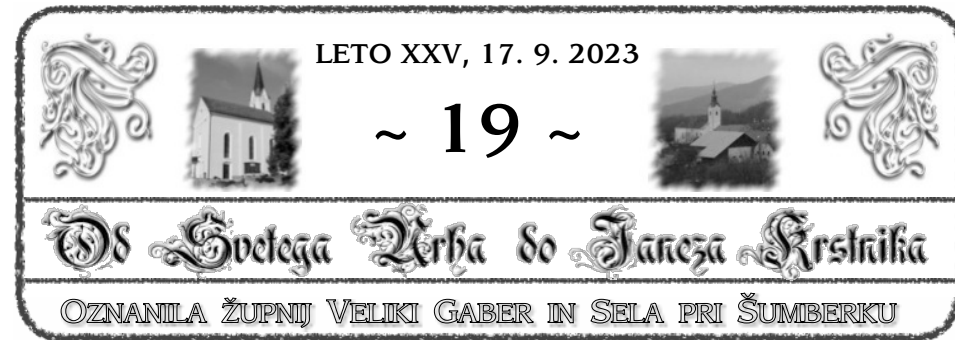 LETO XXV, 17. 9. 2023
~ 19 ~
Od Svetega Urba do Janeza Krstnika
OZNANILA ŽUPNIJ VELIKI GABER IN SELA PRI ŠUMBERKU